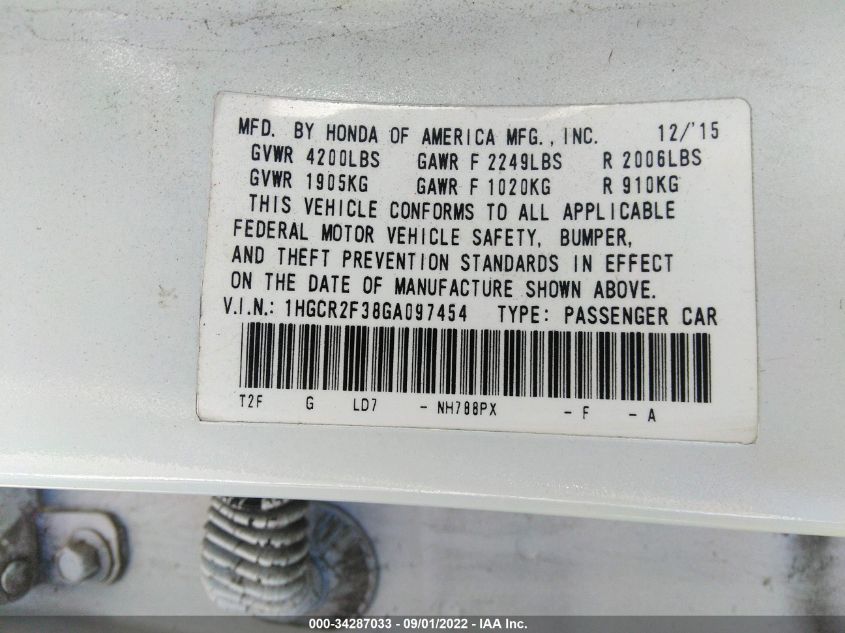 MFD. BY HONDA OF AMERICA MFG., INC. 12/'15
GVWR 4200LBS GAWR F 2249LBS R 2006LBS
GVWR 1905KG GAWR F 1020KG R 910KG
THIS VEHICLE CONFORMS TO ALL APPLICABLE
FEDERAL MOTOR VEHICLE SAFETY, BUMPER,
AND THEFT PREVENTION STANDARDS IN EFFECT
ON THE DATE OF MANUFACTURE SHOWN ABOVE.
V.I.N.: 1HGCR2F38GA097454 TYPE: PASSENGER CAR
T2F G LD7 - NH788PX - F - A
000-34287033 - 09/01/2022 - IAA Inc.